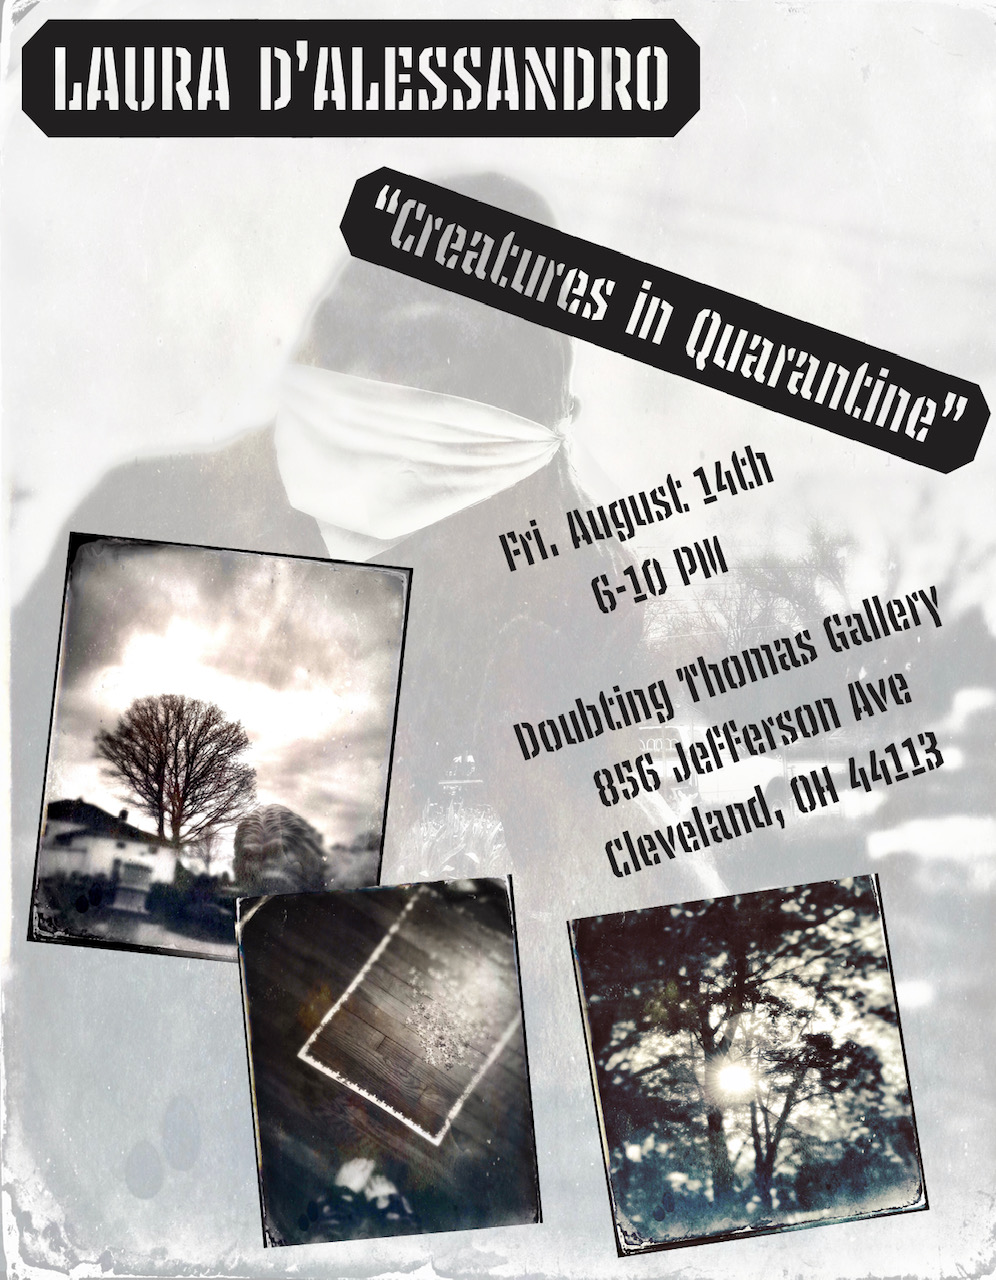 LAURA D'ALESSANDRO
“Creatures in Quarantine”
Fri. August 14th
6-10 PM
Doubting Thomas Gallery
856 Jefferson Ave
Cleveland, OH 44113